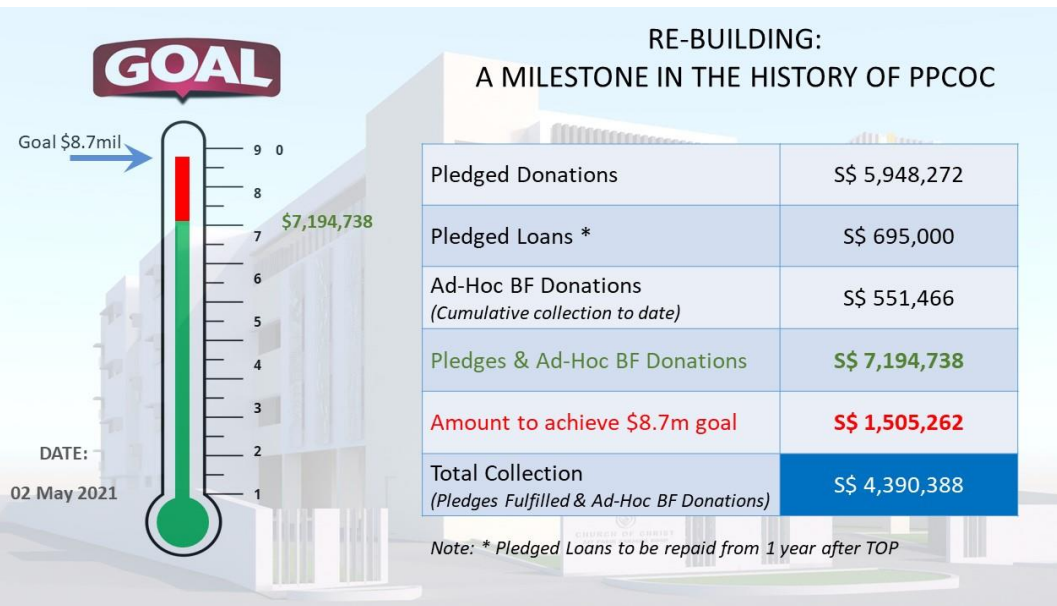 GOAL
RE-BUILDING:
A MILESTONE IN THE HISTORY OF PPCOC
Goal $8.7mil
9 0
8
$7,194,738
7
6
5
4
3
2
1
DATE:
02 May 2021
Pledged Donations S$ 5,948,272
Pledged Loans * S$ 695,000
Ad-Hoc BF Donations
(Cumulative collection to date) S$ 551,466
Pledges & Ad-Hoc BF Donations S$ 7,194,738
Amount to achieve $8.7m goal S$ 1,505,262
Total Collection
(Pledges Fulfilled & Ad-Hoc BF Donations) S$ 4,390,388
CHURCH OF CHRIST
Note: * Pledged Loans to be repaid from 1 year after TOP